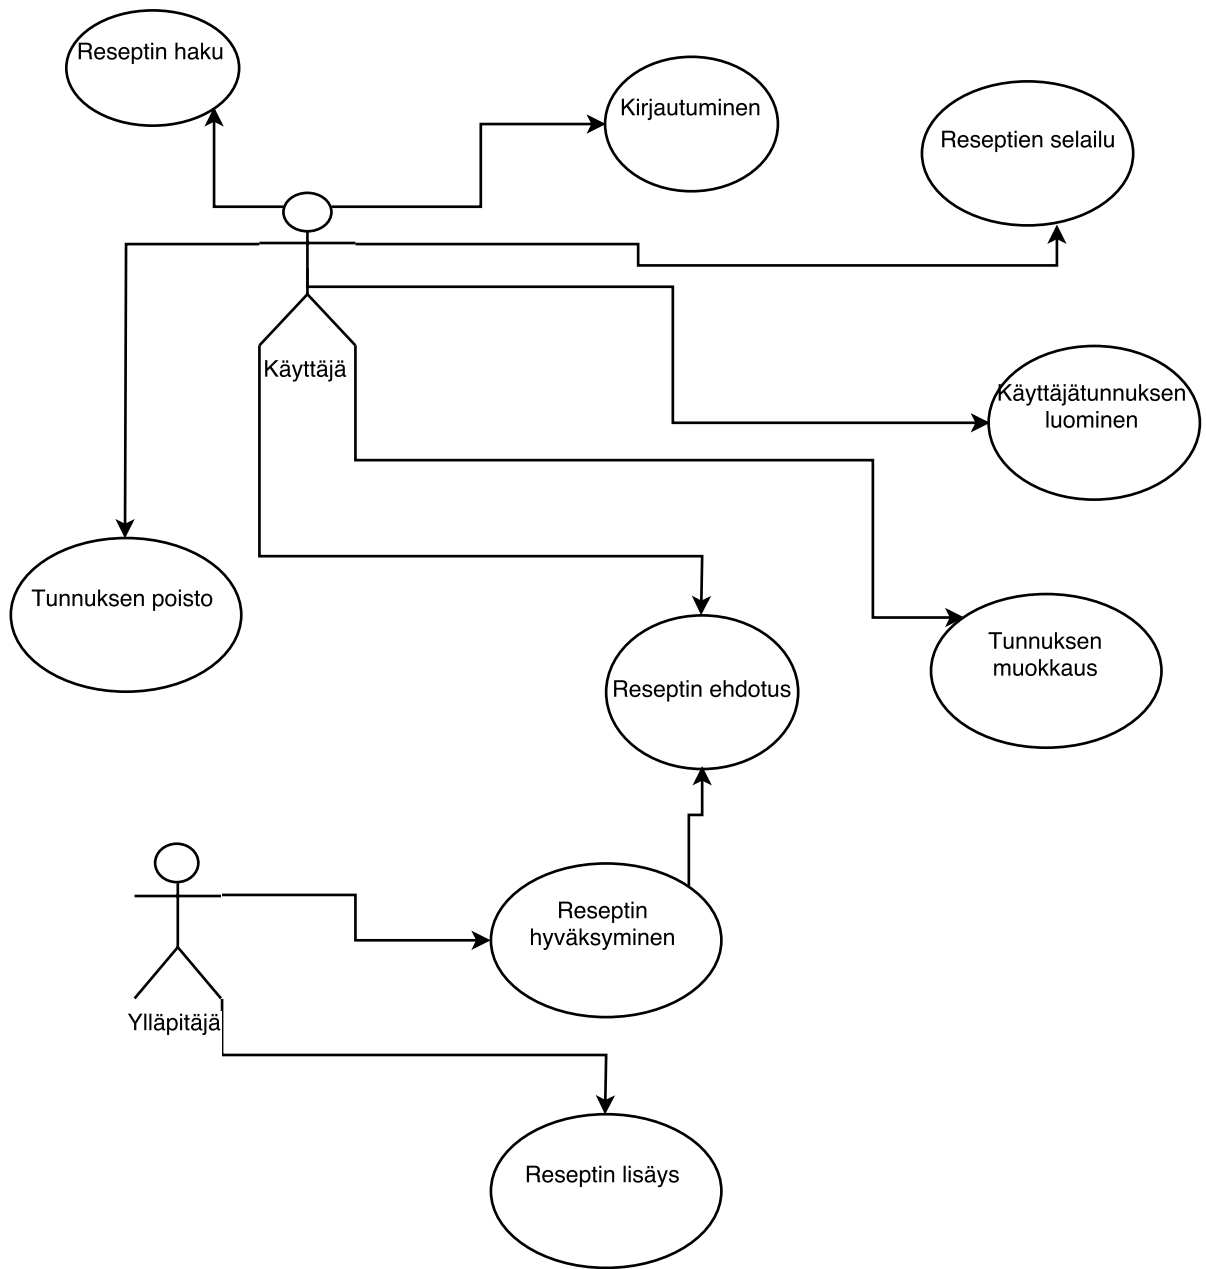 Reseptin haku
Kirjautuminen
Reseptien selailu
Käyttäjä
Käyttäjätunnuksen
luominen
Tunnuksen poisto
Tunnuksen
muokkaus
Reseptin ehdotus
Reseptin
hyväksyminen
Ylläpitäjä
Reseptin lisäys